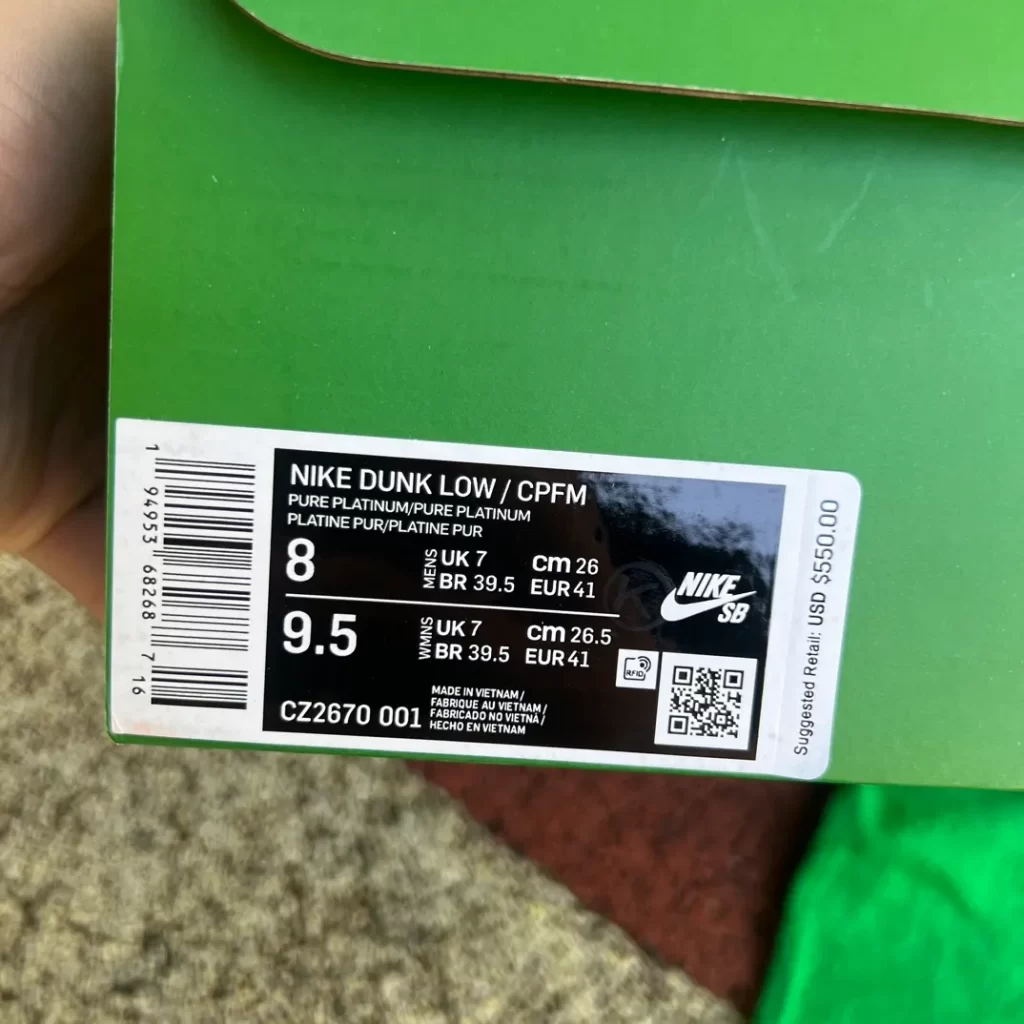 NIKE DUNK LOW / CPFM
PURE PLATINUM/PURE PLATINUM
PLATINE PUR/PLATINE PUR
8 MENS UK 7 cm 26
BR 39.5 EUR 41
9.5 WMNS UK 7 cm 26.5
BR 39.5 EUR 41
CZ2670 001
MADE IN VIETNAM /
FABRIQUE AU VIETNAM /
FABRICADO NO VIETNÃ /
HECHO EN VIETNAM
NIKE
SB
RFID
1 94953 68268 7 16
Suggested Retail: USD $550.00
K